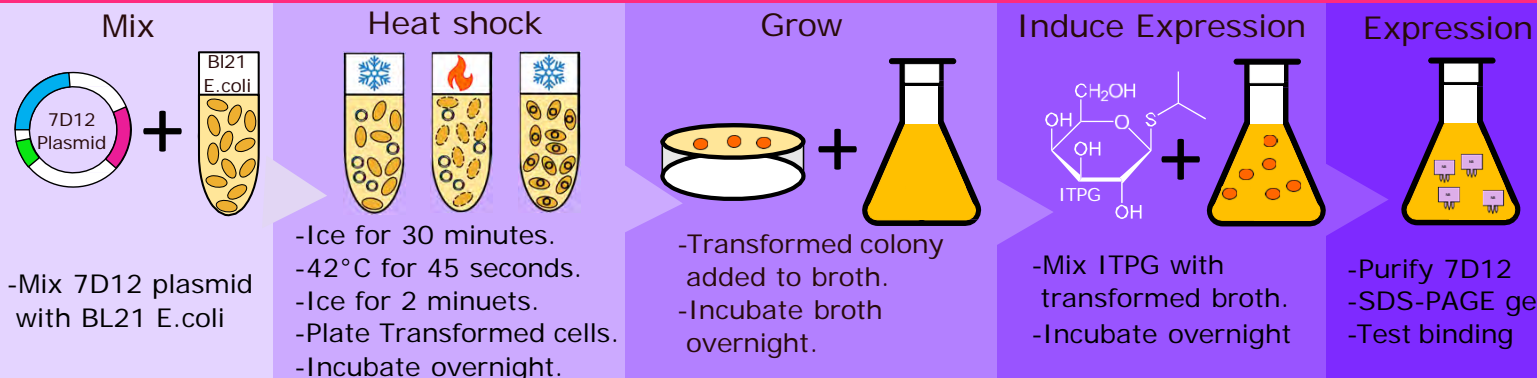 Mix
7D12
Plasmid
Bl21
E.coli
-Mix 7D12 plasmid
with BL21 E.coli
Heat shock
-Ice for 30 minutes.
-42°C for 45 seconds.
-Ice for 2 minuets.
-Plate Transformed cells.
-Incubate overnight.
Grow
-Transformed colony
added to broth.
-Incubate broth
overnight.
Induce Expression
CH₂OH
OH
O
S
OH
ITPG
OH
-Mix ITPG with
transformed broth.
-Incubate overnight
Expression
-Purify 7D12
-SDS-PAGE ge
-Test binding